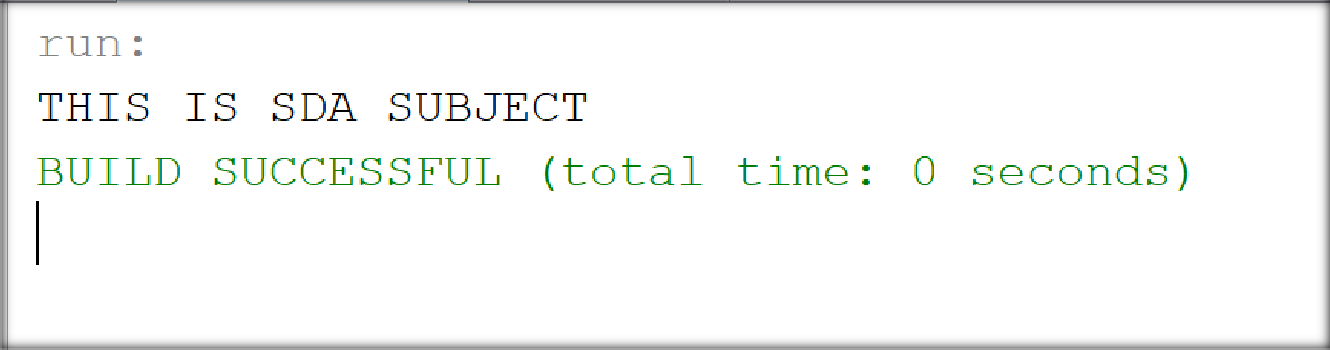 run:
THIS IS SDA SUBJECT
BUILD SUCCESSFUL (total time: 0 seconds)